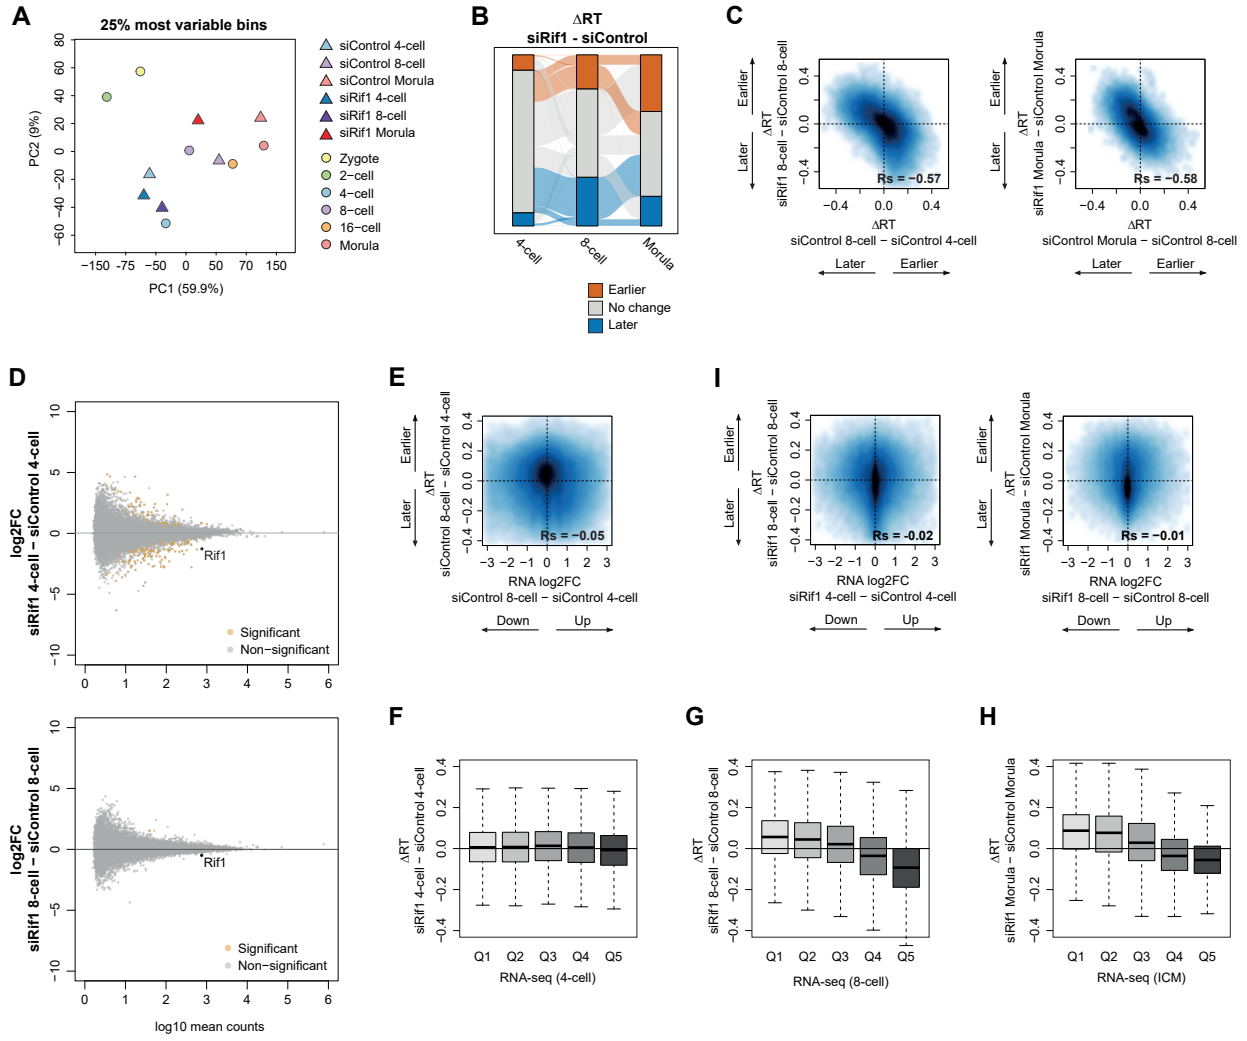 A
25% most variable bins
PC2 (9%)
80
60
40
20
0
−20
−40
−60
−150
-75
−50
0
50
70
150
PC1 (59.9%)
siControl 4-cell
siControl 8-cell
siControl Morula
siRif1 4-cell
siRif1 8-cell
siRif1 Morula
Zygote
2−cell
4−cell
8−cell
16−cell
Morula
B
ΔRT
siRif1 - siControl
4-cell
8-cell
Morula
Earlier
No change
Later
C
Earlier
Later
ΔRT
siRif1 8-cell − siControl 8-cell
0.4
0.0
−0.4
Rs = −0.57
−0.4
0.0
0.4
ΔRT
siControl 8-cell − siControl 4-cell
Later
Earlier
Earlier
Later
ΔRT
siRif1 Morula − siControl Morula
0.4
0.0
−0.4
Rs = −0.58
−0.4
0.0
0.4
ΔRT
siControl Morula − siControl 8-cell
Later
Earlier
D
log2FC
siRif1 4-cell − siControl 4-cell
10
5
0
−5
−10
Rif1
Significant
Non−significant
0
1
2
3
4
5
6
log2FC
siRif1 8-cell − siControl 8-cell
10
5
0
−5
−10
Rif1
Significant
Non−significant
0
1
2
3
4
5
6
log10 mean counts
E
Earlier
Later
ΔRT
siControl 8-cell − siControl 4-cell
0.4
0.2
0.0
−0.2
−0.4
Rs = −0.05
−3
−2
−1
0
1
2
3
RNA log2FC
siControl 8-cell − siControl 4-cell
Down
Up
I
Earlier
Later
ΔRT
siRif1 8-cell − siControl 8-cell
0.4
0.2
0.0
−0.2
−0.4
Rs = -0.02
−3
−2
−1
0
1
2
3
RNA log2FC
siRif1 4-cell − siControl 4-cell
Down
Up
Earlier
Later
ΔRT
siRif1 Morula − siControl Morula
0.4
0.2
0.0
−0.2
−0.4
Rs = −0.01
−3
−2
−1
0
1
2
3
RNA log2FC
siRif1 8-cell − siControl 8-cell
Down
Up
F
ΔRT
siRif1 4-cell − siControl 4-cell
0.4
0.2
0.0
−0.2
−0.4
Q1
Q2
Q3
Q4
Q5
RNA-seq (4-cell)
G
ΔRT
siRif1 8-cell − siControl 8-cell
0.4
0.2
0.0
−0.2
−0.4
Q1
Q2
Q3
Q4
Q5
RNA-seq (8-cell)
H
ΔRT
siRif1 Morula − siControl Morula
0.4
0.2
0.0
−0.2
−0.4
Q1
Q2
Q3
Q4
Q5
RNA-seq (ICM)